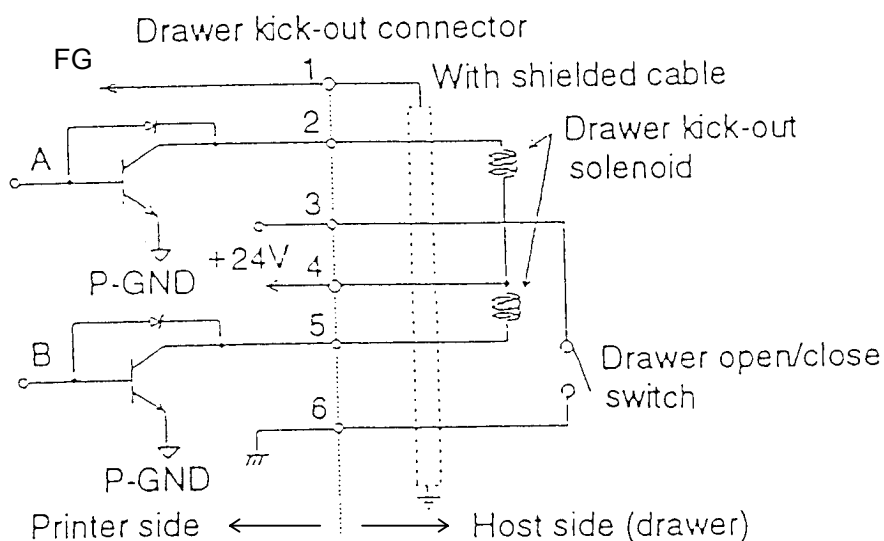 Drawer kick-out connector
FG
1
With shielded cable
2
Drawer kick-out
solenoid
A
3
+24V
4
P-GND
5
B
Drawer open/close
switch
6
P-GND
Printer side
Host side (drawer)